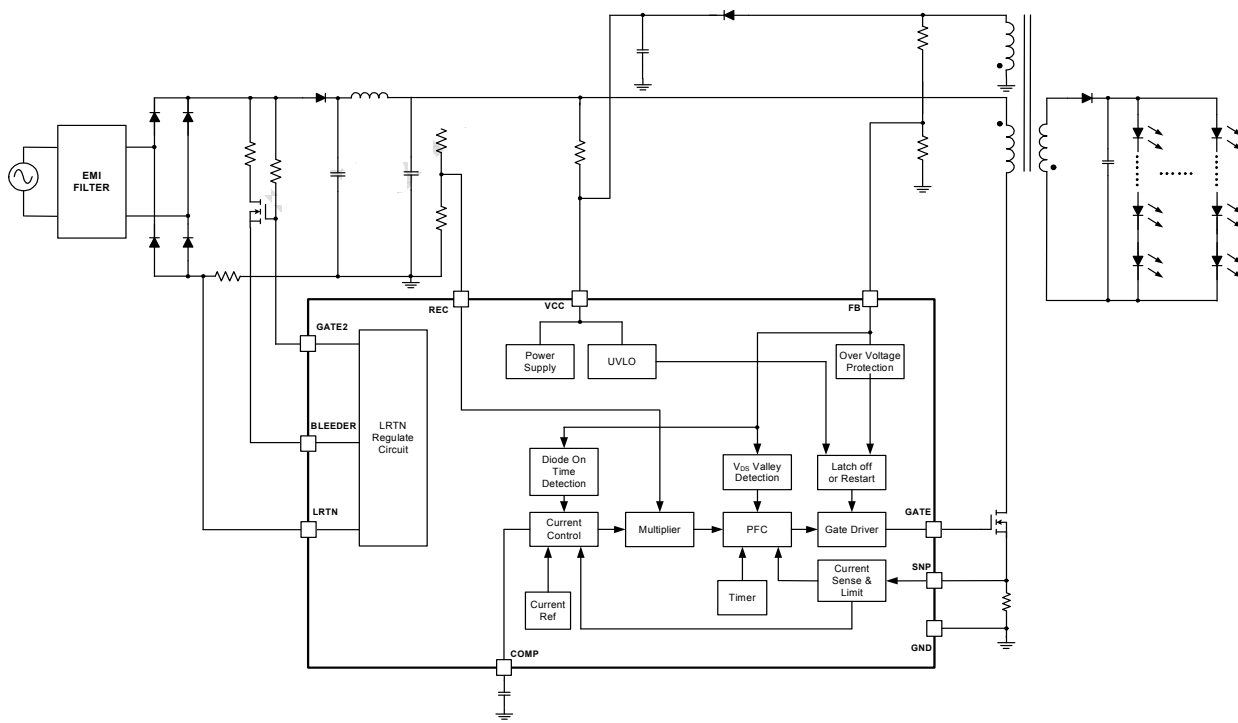 EMI
FILTER
REC
VCC
FB
GATE2
Power
Supply
UVLO
Over Voltage
Protection
BLEEDER
LRTN
Regulate
Circuit
Diode On
Time
Detection
VDS Valley
Detection
Latch off
or Restart
LRTN
Current
Control
Multiplier
PFC
Gate Driver
GATE
Current
Ref
Timer
Current
Sense &
Limit
SNP
GND
COMP